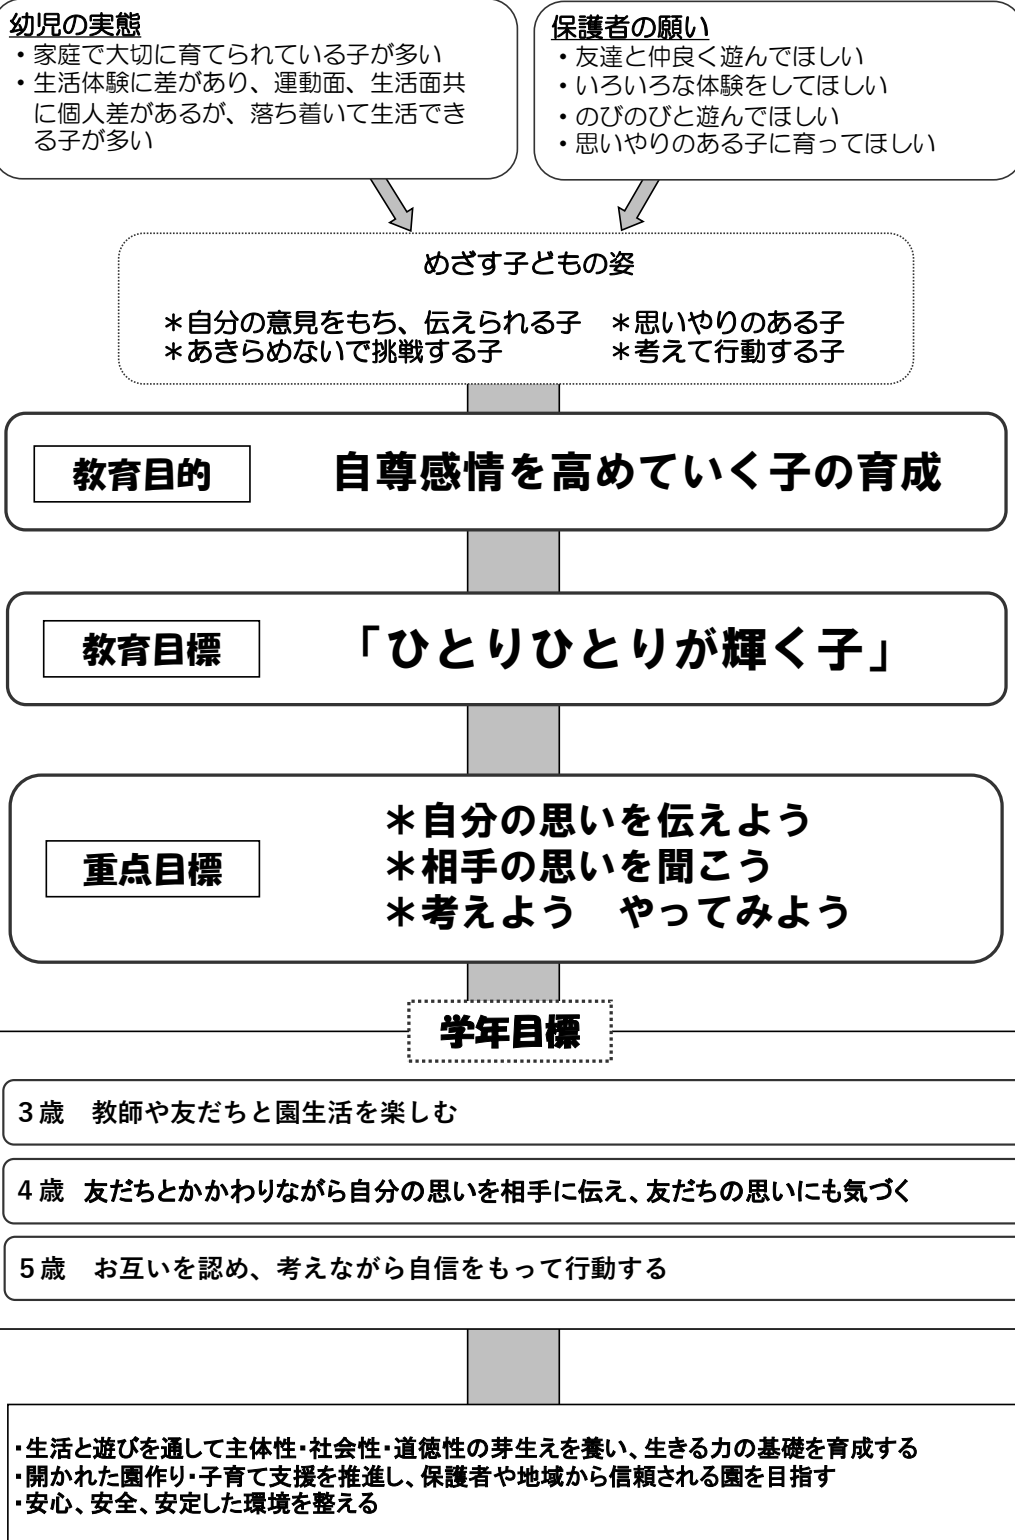 幼児の実態
・家庭で大切に育てられている子が多い
・生活体験に差があり、運動面、生活面共
に個人差があるが、落ち着いて生活でき
る子が多い
保護者の願い
・友達と仲良く遊んでほしい
・いろいろな体験をしてほしい
・のびのびと遊んでほしい
・思いやりのある子に育ってほしい
めざす子どもの姿
＊自分の意見をもち、伝えられる子　＊思いやりのある子
＊あきらめないで挑戦する子　＊考えて行動する子
教育目的　自尊感情を高めていく子の育成
教育目標　「ひとりひとりが輝く子」
重点目標
＊自分の思いを伝えよう
＊相手の思いを聞こう
＊考えよう　やってみよう
学年目標
３歳　教師や友だちと園生活を楽しむ
４歳　友だちとかかわりながら自分の思いを相手に伝え、友だちの思いにも気づく
５歳　お互いを認め、考えながら自信をもって行動する
・生活と遊びを通して主体性・社会性・道徳性の芽生えを養い、生きる力の基礎を育成する
・開かれた園作り・子育て支援を推進し、保護者や地域から信頼される園を目指す
・安心、安全、安定した環境を整える